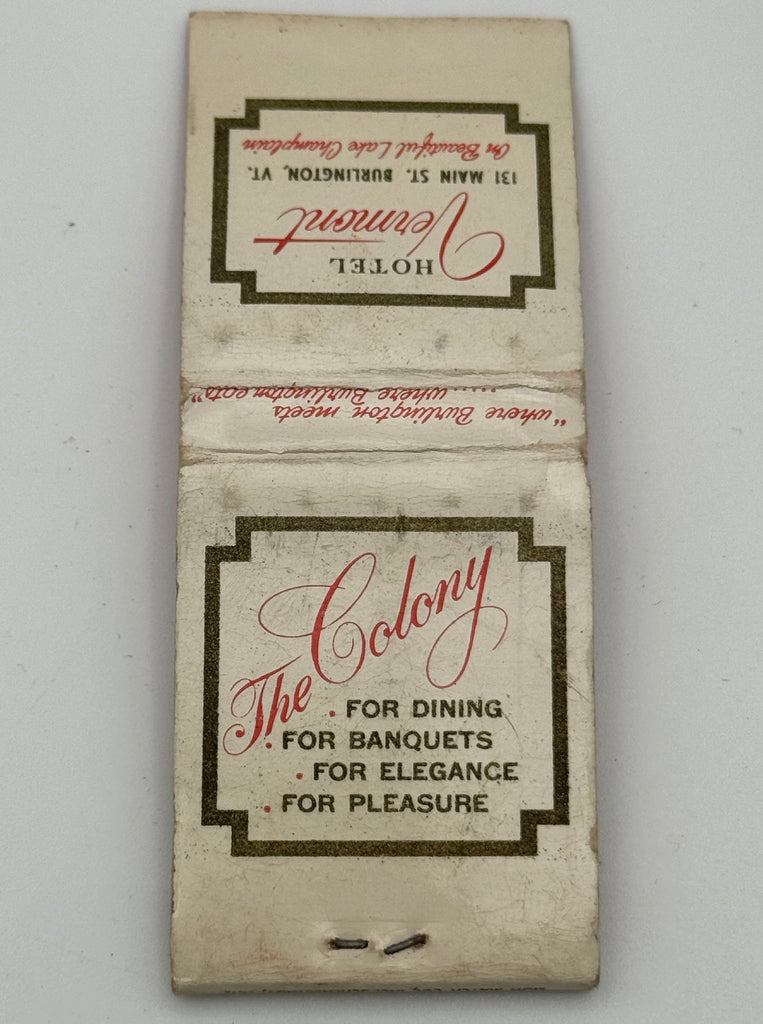 HOTEL
Vermont
131 MAIN ST. BURLINGTON, VT.
On Beautiful Lake Champlain
"where Burlington meets
.....where Burlington eats"
The Colony
• FOR DINING
• FOR BANQUETS
• FOR ELEGANCE
• FOR PLEASURE